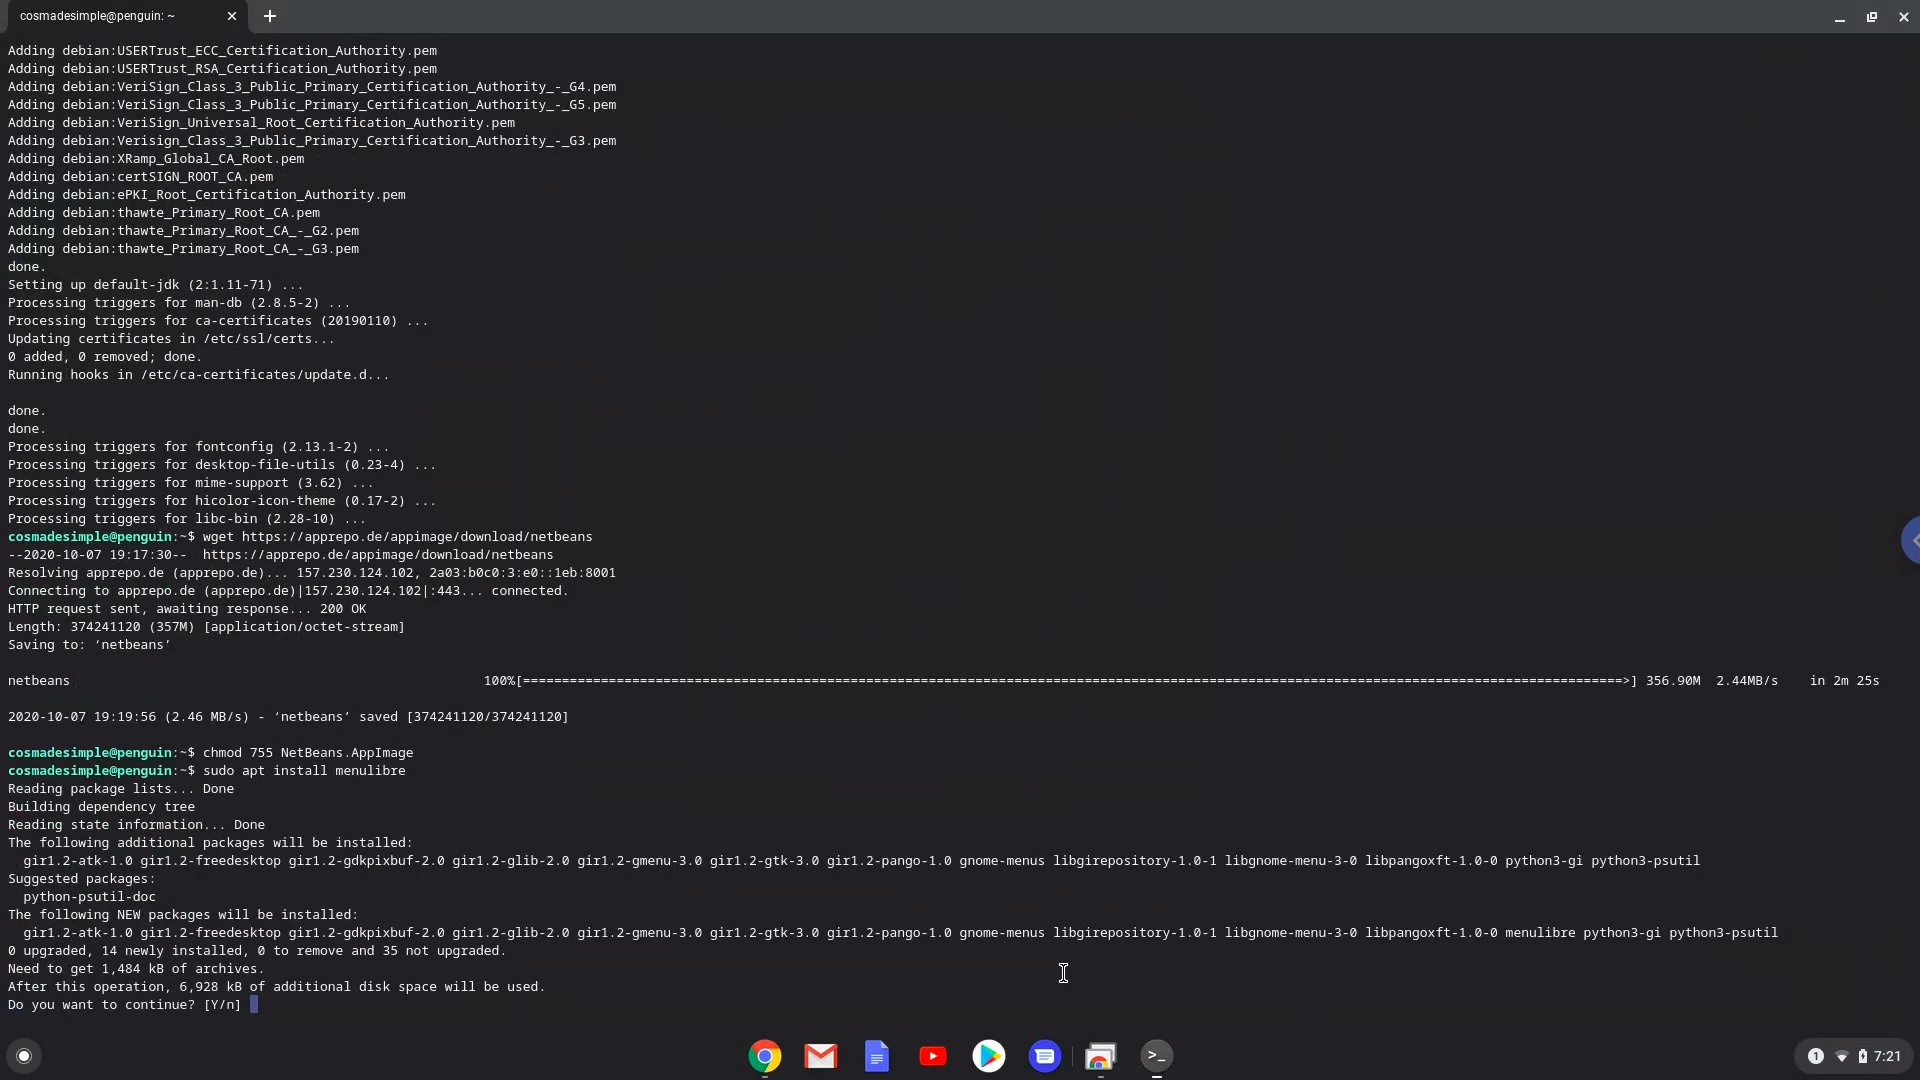 cosmadesimple@penguin: ~
Adding debian:USERTrust_ECC_Certification_Authority.pem
Adding debian:USERTrust_RSA_Certification_Authority.pem
Adding debian:VeriSign_Class_3_Public_Primary_Certification_Authority_-_G4.pem
Adding debian:VeriSign_Class_3_Public_Primary_Certification_Authority_-_G5.pem
Adding debian:VeriSign_Universal_Root_Certification_Authority.pem
Adding debian:Verisign_Class_3_Public_Primary_Certification_Authority_-_G3.pem
Adding debian:XRamp_Global_CA_Root.pem
Adding debian:certSIGN_ROOT_CA.pem
Adding debian:ePKI_Root_Certification_Authority.pem
Adding debian:thawte_Primary_Root_CA.pem
Adding debian:thawte_Primary_Root_CA_-_G2.pem
Adding debian:thawte_Primary_Root_CA_-_G3.pem
done.
Setting up default-jdk (2:1.11-71) ...
Processing triggers for man-db (2.8.5-2) ...
Processing triggers for ca-certificates (20190110) ...
Updating certificates in /etc/ssl/certs...
0 added, 0 removed; done.
Running hooks in /etc/ca-certificates/update.d...
done.
done.
Processing triggers for fontconfig (2.13.1-2) ...
Processing triggers for desktop-file-utils (0.23-4) ...
Processing triggers for mime-support (3.62) ...
Processing triggers for hicolor-icon-theme (0.17-2) ...
Processing triggers for libc-bin (2.28-10) ...
cosmadesimple@penguin:~$ wget https://apprepo.de/appimage/download/netbeans
--2020-10-07 19:17:30--  https://apprepo.de/appimage/download/netbeans
Resolving apprepo.de (apprepo.de)... 157.230.124.102, 2a03:b0c0:3:e0::1eb:8001
Connecting to apprepo.de (apprepo.de)|157.230.124.102|:443... connected.
HTTP request sent, awaiting response... 200 OK
Length: 374241120 (357M) [application/octet-stream]
Saving to: ‘netbeans’
netbeans 100%[=============================================================================================================================================>] 356.90M  2.44MB/s    in 2m 25s
2020-10-07 19:19:56 (2.46 MB/s) - ‘netbeans’ saved [374241120/374241120]
cosmadesimple@penguin:~$ chmod 755 NetBeans.AppImage
cosmadesimple@penguin:~$ sudo apt install menulibre
Reading package lists... Done
Building dependency tree
Reading state information... Done
The following additional packages will be installed:
  gir1.2-atk-1.0 gir1.2-freedesktop gir1.2-gdkpixbuf-2.0 gir1.2-glib-2.0 gir1.2-gmenu-3.0 gir1.2-gtk-3.0 gir1.2-pango-1.0 gnome-menus libgirepository-1.0-1 libgnome-menu-3-0 libpangoxft-1.0-0 python3-gi python3-psutil
Suggested packages:
  python-psutil-doc
The following NEW packages will be installed:
  gir1.2-atk-1.0 gir1.2-freedesktop gir1.2-gdkpixbuf-2.0 gir1.2-glib-2.0 gir1.2-gmenu-3.0 gir1.2-gtk-3.0 gir1.2-pango-1.0 gnome-menus libgirepository-1.0-1 libgnome-menu-3-0 libpangoxft-1.0-0 menulibre python3-gi python3-psutil
0 upgraded, 14 newly installed, 0 to remove and 35 not upgraded.
Need to get 1,484 kB of archives.
After this operation, 6,928 kB of additional disk space will be used.
Do you want to continue? [Y/n]
>_
1 7:21